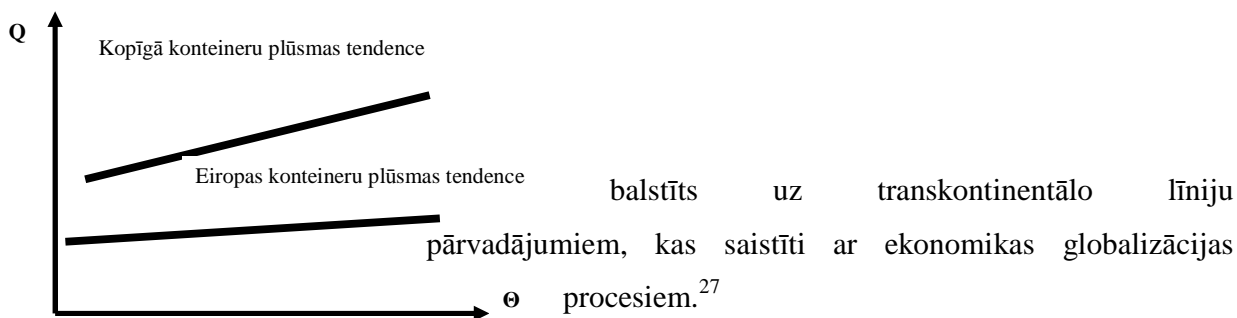 Q
Kopīgā konteineru plūsmas tendence
Eiropas konteineru plūsmas tendence
balstīts uz transkontinentālo līniju
pārvadājumiem, kas saistīti ar ekonomikas globalizācijas
Θ procesiem.27